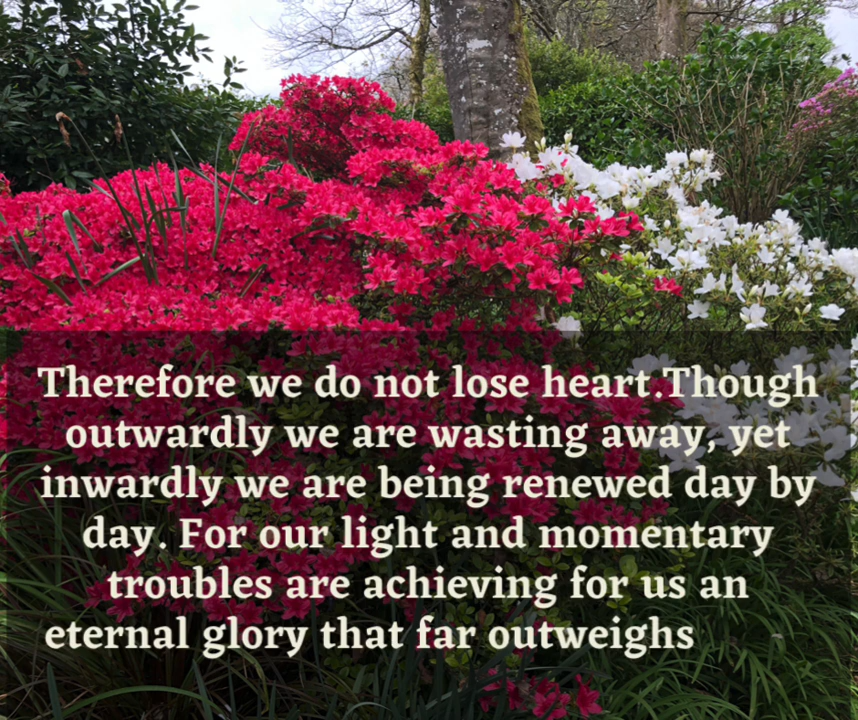 Therefore we do not lose heart.Though
outwardly we are wasting away, yet
inwardly we are being renewed day by
day. For our light and momentary
troubles are achieving for us an
eternal glory that far outweighs